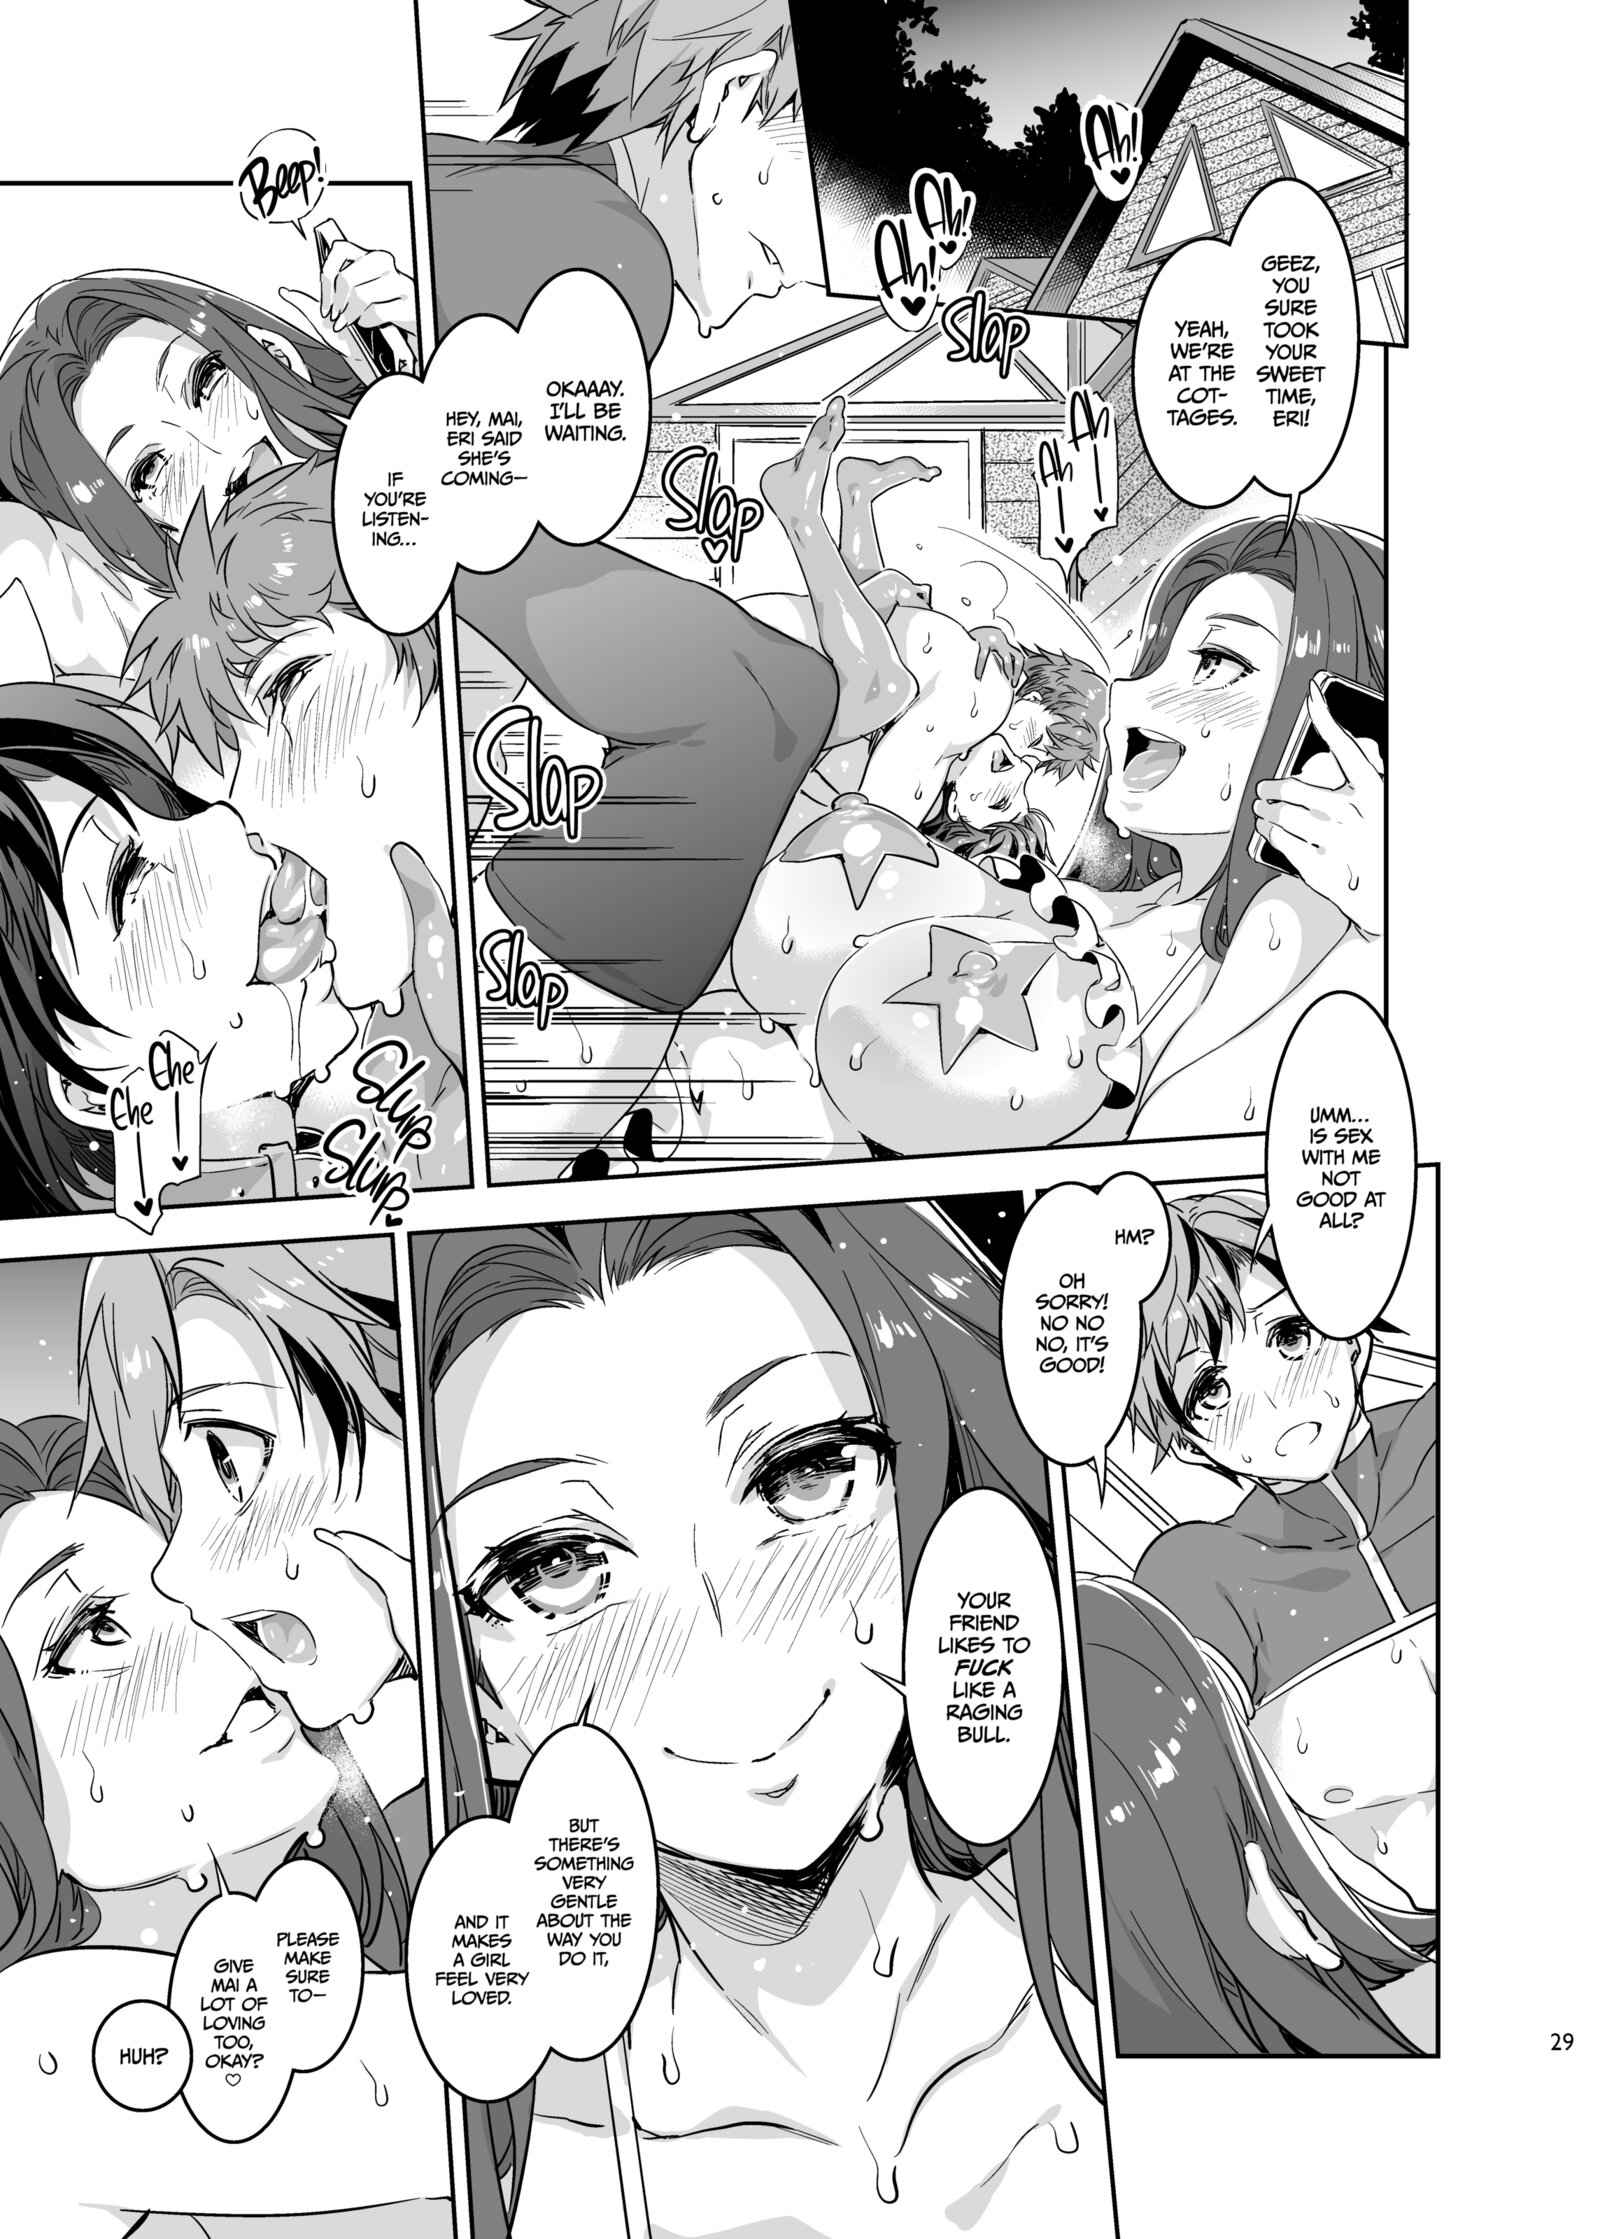 Ah!
Ah!
Ah!
GEEZ,
YOU
SURE
TOOK
YOUR
SWEET
TIME,
ERI!
YEAH,
WE'RE
AT THE
COT-
TAGES.
Slap
Ah
Ah
Slap
Slap
OKAAAY.
I'LL BE
WAITING.
HEY, MAI,
ERI SAID
SHE'S
COMING—
IF
YOU'RE
LISTEN-
ING...
Slap
Slap
Beep!
Ehe
Ehe
Slurp
Slurp
UMM...
IS SEX
WITH ME
NOT
GOOD AT
ALL?
HM?
OH
SORRY!
NO NO
NO, IT'S
GOOD!
YOUR
FRIEND
LIKES TO
FUCK
LIKE A
RAGING
BULL.
BUT
THERE'S
SOMETHING
VERY
GENTLE
ABOUT THE
WAY YOU
DO IT,
AND IT
MAKES
A GIRL
FEEL VERY
LOVED.
PLEASE
MAKE
SURE
TO—
GIVE
MAI A
LOT OF
LOVING
TOO,
OKAY?
♡
HUH?
29